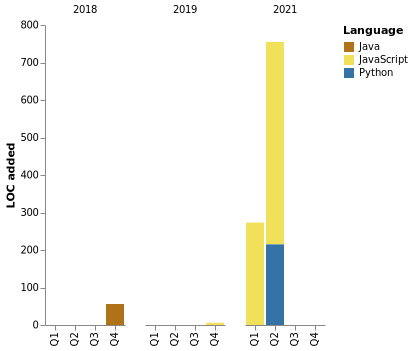 2018 2019 2021
Language
Java
JavaScript
Python
LOC added
800
700
600
500
400
300
200
100
0
Q1 Q2 Q3 Q4 Q1 Q2 Q3 Q4 Q1 Q2 Q3 Q4